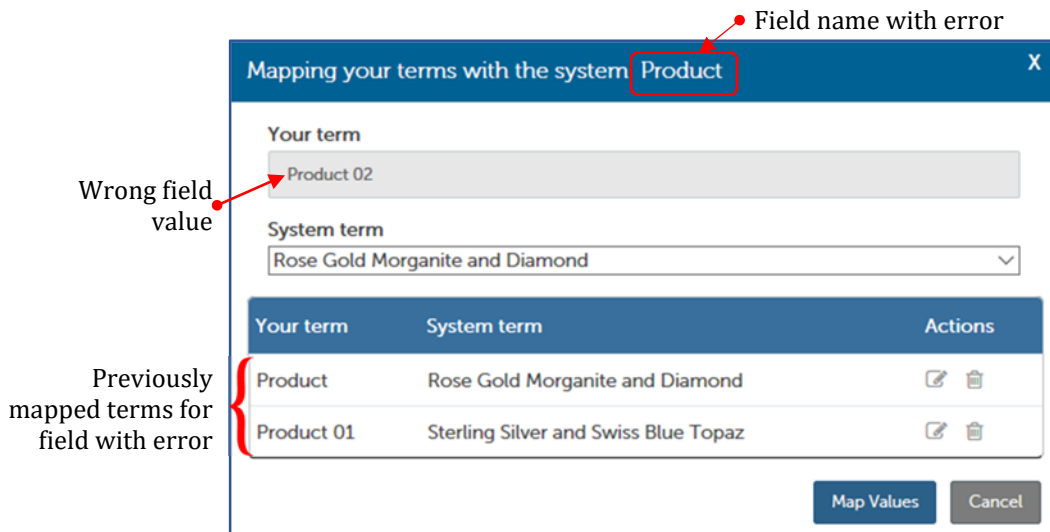 Field name with error
Mapping your terms with the system Product X
Your term
Product 02
Wrong field
value
System term
Rose Gold Morganite and Diamond
Your term System term Actions
Previously
mapped terms for
field with error
Product Rose Gold Morganite and Diamond
Product 01 Sterling Silver and Swiss Blue Topaz
Map Values Cancel